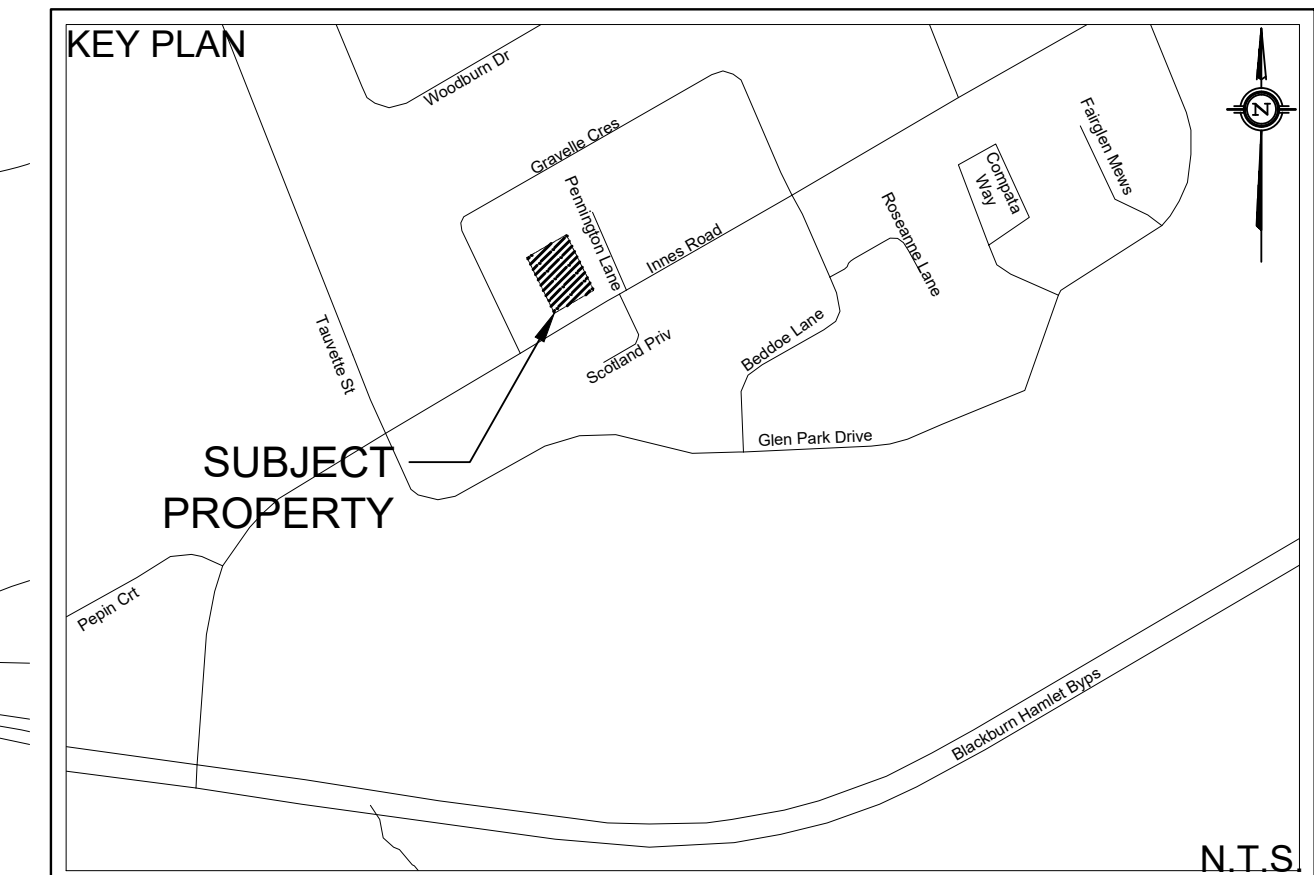 KEY PLAN
Woodburn Dr
Gravelle Cres
Pennington Lane
Innes Road
Fairglen Mews
Compata
Way
Roseanne Lane
N
Tauvette St
Scotland Priv
Beddoe Lane
Glen Park Drive
SUBJECT
PROPERTY
Pepin Crt
Blackburn Hamlet Byps
N.T.S.